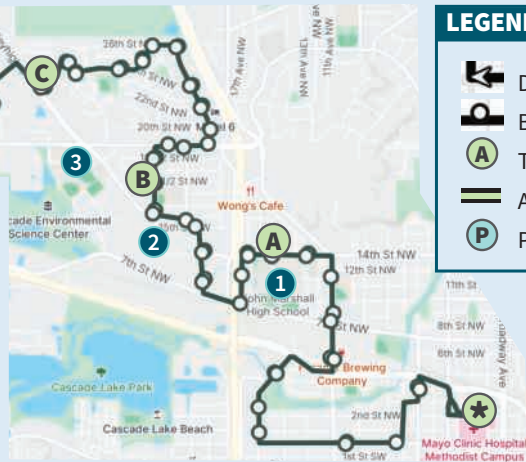 LEGEND
D
B
A T
A
P P
26th St NW
C
22nd St NW
20th St NW
3
B
1/2 St NW
17th Ave NW
13th Ave NW
11th Ave NW
Wong's Cafe
cade Environmental
Science Center
2
15th St NW
7th St NW
A
14th St NW
12th St NW
1
John Marshall
High School
11th St
8th St NW
6th St NW
oadway Ave
Brewing
Company
Cascade Lake Park
Cascade Lake Beach
2nd St NW
1st St SW
*
Mayo Clinic Hospital
Methodist Campus